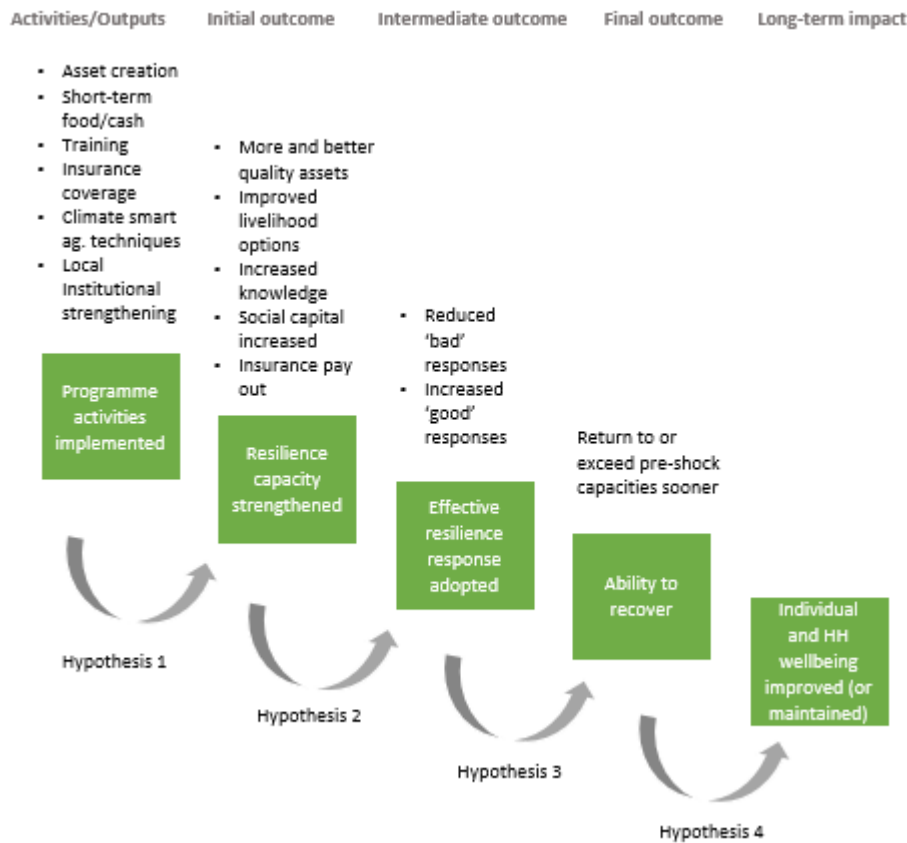 Activities/Outputs
Initial outcome
Intermediate outcome
Final outcome
Long-term impact
▪ Asset creation
▪ Short-term
food/cash
▪ Training
▪ Insurance
coverage
▪ Climate smart
ag. techniques
▪ Local
Institutional
strengthening
▪ More and better
quality assets
▪ Improved
livelihood
options
▪ Increased
knowledge
▪ Social capital
increased
▪ Insurance pay
out
▪ Reduced
‘bad’
responses
▪ Increased
‘good’
responses
Return to or
exceed pre-shock
capacities sooner
Programme
activities
implemented
Resilience
capacity
strengthened
Effective
resilience
response
adopted
Ability to
recover
Individual
and HH
wellbeing
improved (or
maintained)
Hypothesis 1
Hypothesis 2
Hypothesis 3
Hypothesis 4